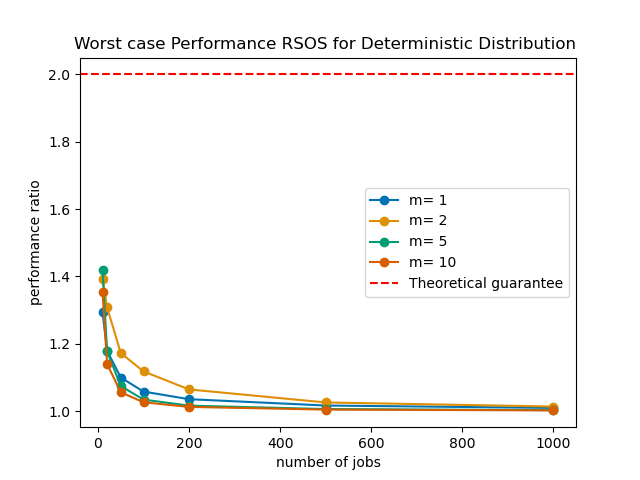 Worst case Performance RSOS for Deterministic Distribution
2.0
1.8
1.6
1.4
1.2
1.0
performance ratio
m= 1
m= 2
m= 5
m= 10
Theoretical guarantee
0
200
400
600
800
1000
number of jobs